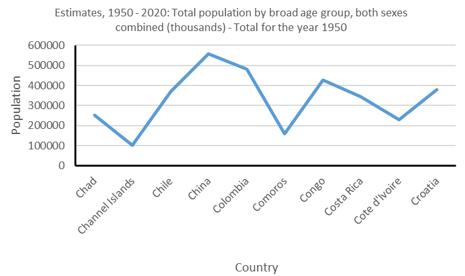 Estimates, 1950 - 2020: Total population by broad age group, both sexes
combined (thousands) - Total for the year 1950
Population
600000
500000
400000
300000
200000
100000
0
Chad
Channel Islands
Chile
China
Colombia
Comoros
Congo
Costa Rica
Cote d'Ivoire
Croatia
Country